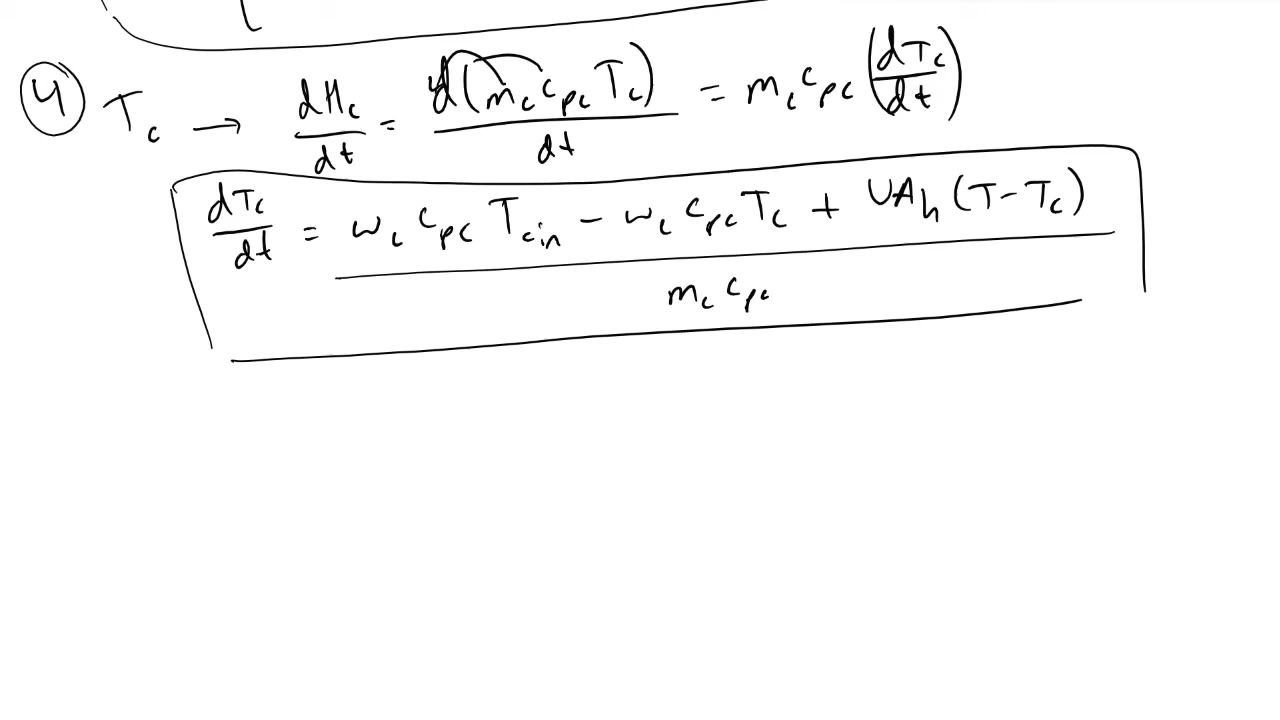 4 T_c → dH_c/dt = d(m_c c_pc T_c)/dt = m_c c_pc (dT_c/dt)
dT_c/dt = (w_c c_pc T_cin - w_c c_pc T_c + UA_h (T - T_c))/(m_c c_pc)